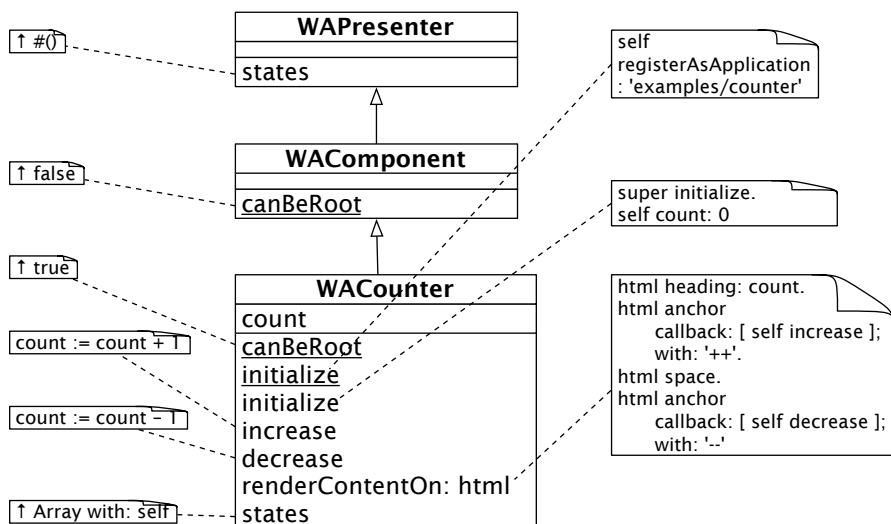 WAPresenter
↑ #()
states
self
registerAsApplication
: 'examples/counter'
WAComponent
↑ false
canBeRoot
super initialize.
self count: 0
↑ true
WACounter
count
canBeRoot
initialize
initialize
increase
decrease
renderContentOn: html
states
count := count + 1
count := count – 1
↑ Array with: self
html heading: count.
html anchor
callback: [ self increase ];
with: '++'.
html space.
html anchor
callback: [ self decrease ];
with: '--'